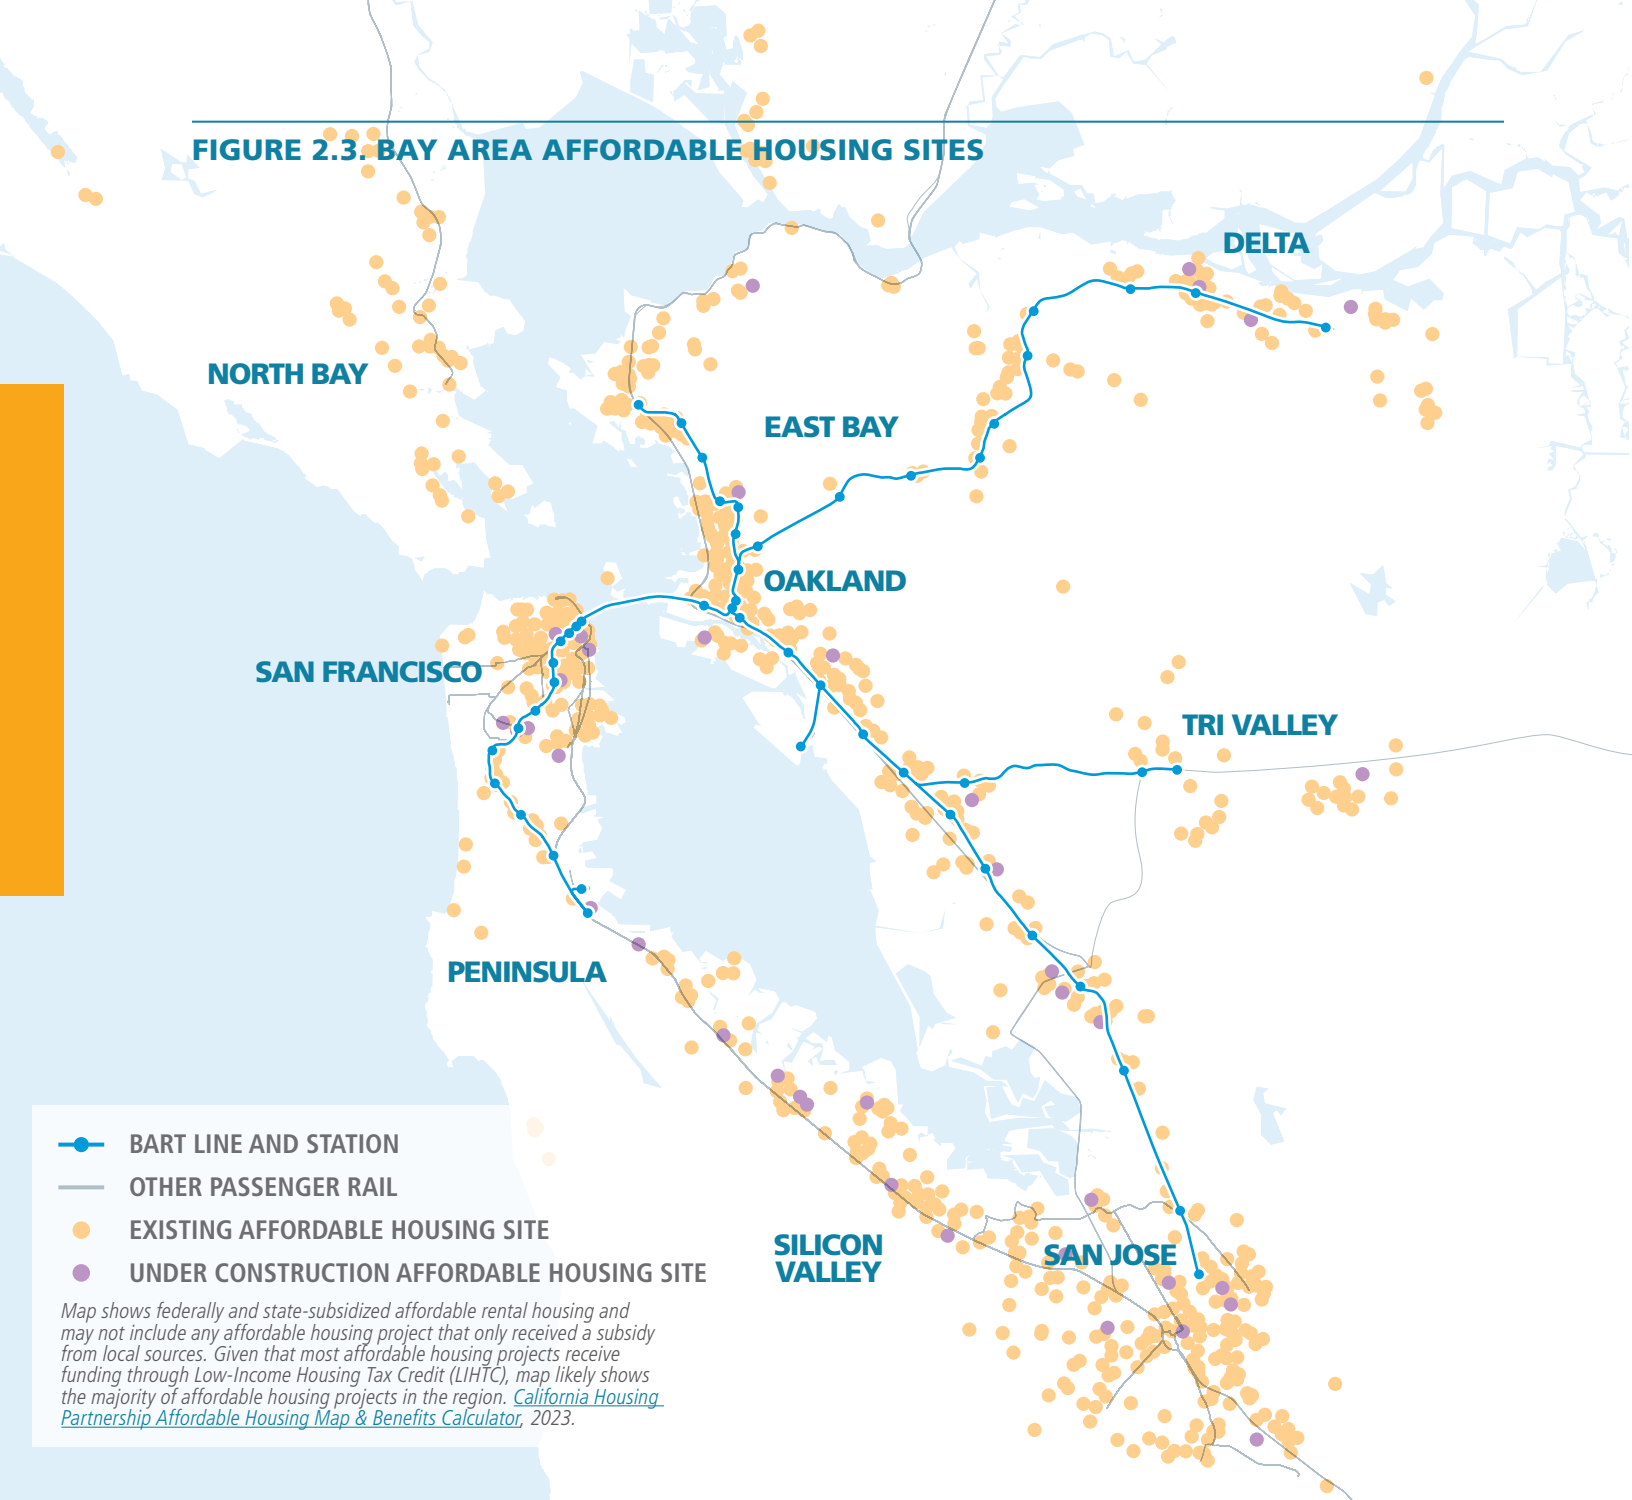 FIGURE 2.3. BAY AREA AFFORDABLE HOUSING SITES
DELTA
NORTH BAY
EAST BAY
OAKLAND
SAN FRANCISCO
TRI VALLEY
PENINSULA
SILICON
VALLEY
SAN JOSE
BART LINE AND STATION
OTHER PASSENGER RAIL
EXISTING AFFORDABLE HOUSING SITE
UNDER CONSTRUCTION AFFORDABLE HOUSING SITE
Map shows federally and state-subsidized affordable rental housing and
may not include any affordable housing project that only received a subsidy
from local sources. Given that most affordable housing projects receive
funding through Low-Income Housing Tax Credit (LIHTC), map likely shows
the majority of affordable housing projects in the region. California Housing
Partnership Affordable Housing Map & Benefits Calculator, 2023.